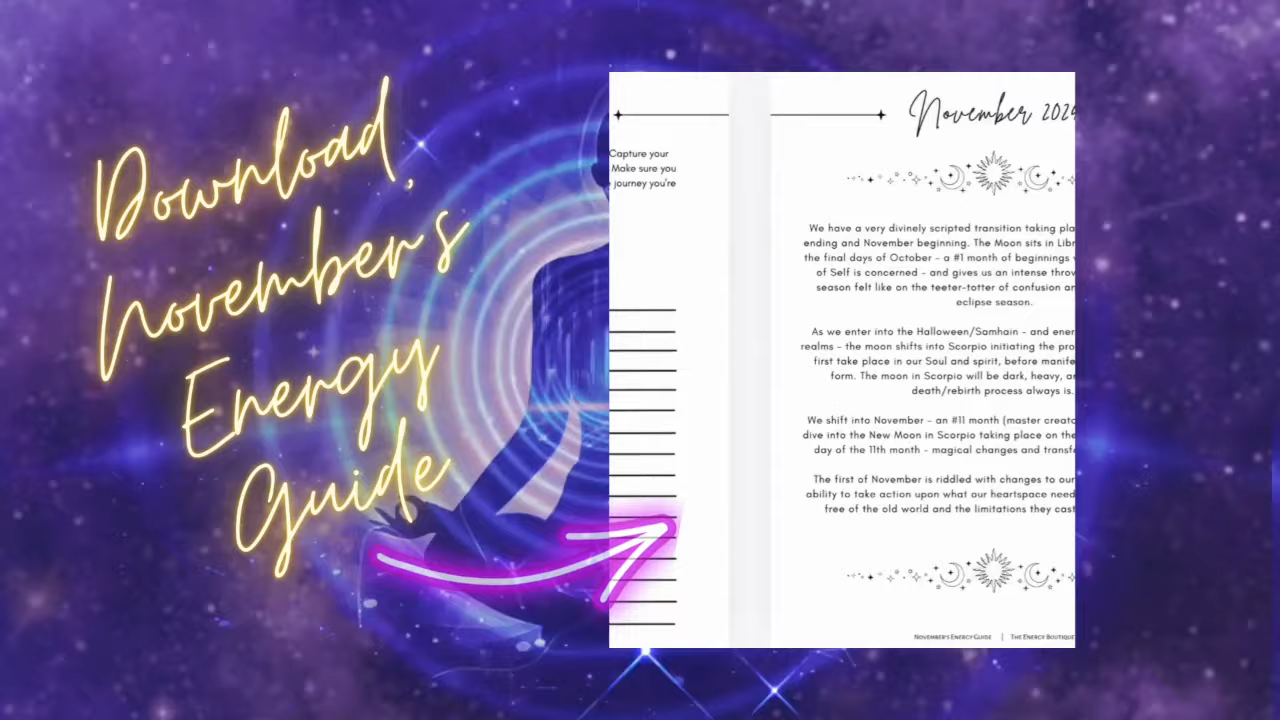 Download
November's
Energy
Guide
Capture your
Make sure you
journey you're
November 2024
We have a very divinely scripted transition taking pla
ending and November beginning. The Moon sits in Libr
the final days of October - a #1 month of beginnings
of Self is concerned - and gives us an intense throw
season felt like on the teeter-totter of confusion an
eclipse season.
As we enter into the Halloween/Samhain - and ener
realms - the moon shifts into Scorpio initiating the pro
first take place in our Soul and spirit, before manife
form. The moon in Scorpio will be dark, heavy, a
death/rebirth process always is.
We shift into November - an #11 month (master creato
dive into the New Moon in Scorpio taking place on the
day of the 11th month - magical changes and transf
The first of November is riddled with changes to our
ability to take action upon what our heartspace need
free of the old world and the limitations they cast
November's Energy Guide | The Energy Boutique